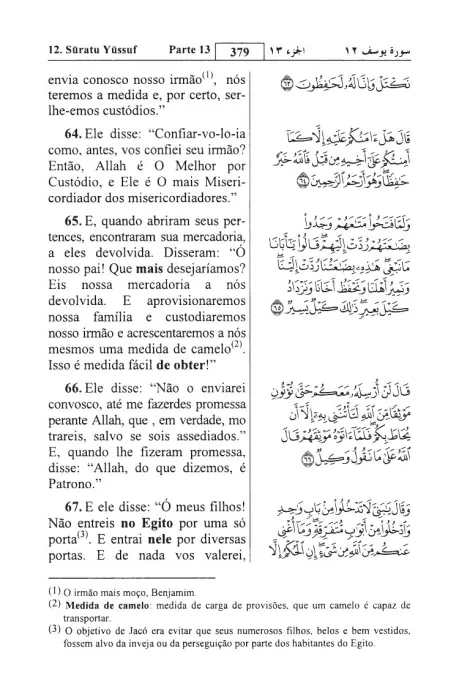 12. Sūratu Yūssuf Parte 13 379 الجزء ١٣ سورة يوسف ١٢
envia conosco nosso irmão(1), nós
teremos a medida e, por certo, ser-
lhe-emos custódios.”
64. Ele disse: “Confiar-vo-lo-ia
como, antes, vos confiei seu irmão?
Então, Allah é O Melhor por
Custódio, e Ele é O mais Miseri-
cordiador dos misericordiadores.”
65. E, quando abriram seus per-
tences, encontraram sua mercadoria,
a eles devolvida. Disseram: “Ó
nosso pai! Que mais desejaríamos?
Eis nossa mercadoria a nós
devolvida. E aprovisionaremos
nossa família e custodiaremos
nosso irmão e acrescentaremos a nós
mesmos uma medida de camelo(2).
Isso é medida fácil de obter!”
66. Ele disse: “Não o enviarei
convosco, até me fazerdes promessa
perante Allah, que , em verdade, mo
trareis, salvo se sois assediados.”
E, quando lhe fizeram promessa,
disse: “Allah, do que dizemos, é
Patrono.”
67. E ele disse: “Ó meus filhos!
Não entreis no Egito por uma só
porta(3). E entrai nele por diversas
portas. E de nada vos valerei,
نَكْتَلْ وَإِنَّا لَهُۥ لَحَٰفِظُونَ ٦٣
قَالَ هَلْ ءَامَنُكُمْ عَلَيْهِ إِلَّا كَمَآ
أَمِنتُكُمْ عَلَىٰٓ أَخِيهِ مِن قَبْلُ فَٱللَّهُ خَيْرٌ
حَٰفِظًا وَهُوَ أَرْحَمُ ٱلرَّٰحِمِينَ ٦٤
وَلَمَّا فَتَحُوا۟ مَتَٰعَهُمْ وَجَدُوا۟
بِضَٰعَتَهُمْ رُدَّتْ إِلَيْهِمْ قَالُوا۟ يَٰٓأَبَانَا
مَا نَبْغِى هَٰذِهِۦ بِضَٰعَتُنَا رُدَّتْ إِلَيْنَا
وَنَمِيرُ أَهْلَنَا وَنَحْفَظُ أَخَانَا وَنَزْدَادُ
كَيْلَ بَعِيرٍ ذَٰلِكَ كَيْلٌ يَسِيرٌ ٦٥
قَالَ لَنْ أُرْسِلَهُۥ مَعَكُمْ حَتَّىٰ تُؤْتُونِ
مَوْثِقًا مِّنَ ٱللَّهِ لَتَأْتُنَّنِى بِهِۦٓ إِلَّآ أَن
يُحَاطَ بِكُمْ فَلَمَّآ ءَاتَوْهُ مَوْثِقَهُمْ قَالَ
ٱللَّهُ عَلَىٰ مَا نَقُولُ وَكِيلٌ ٦٦
وَقَالَ يَٰبَنِىَّ لَا تَدْخُلُوا۟ مِنۢ بَابٍ وَٰحِدٍ
وَٱدْخُلُوا۟ مِنْ أَبْوَٰبٍ مُّتَفَرِّقَةٍ وَمَآ أُغْنِى
عَنكُم مِّنَ ٱللَّهِ مِن شَىْءٍ إِنِ ٱلْحُكْمُ إِلَّا
(1) O irmão mais moço, Benjamim.
(2) Medida de camelo: medida de carga de provisões, que um camelo é capaz de
transportar.
(3) O objetivo de Jacó era evitar que seus numerosos filhos, belos e bem vestidos,
fossem alvo da inveja ou da perseguição por parte dos habitantes do Egito.